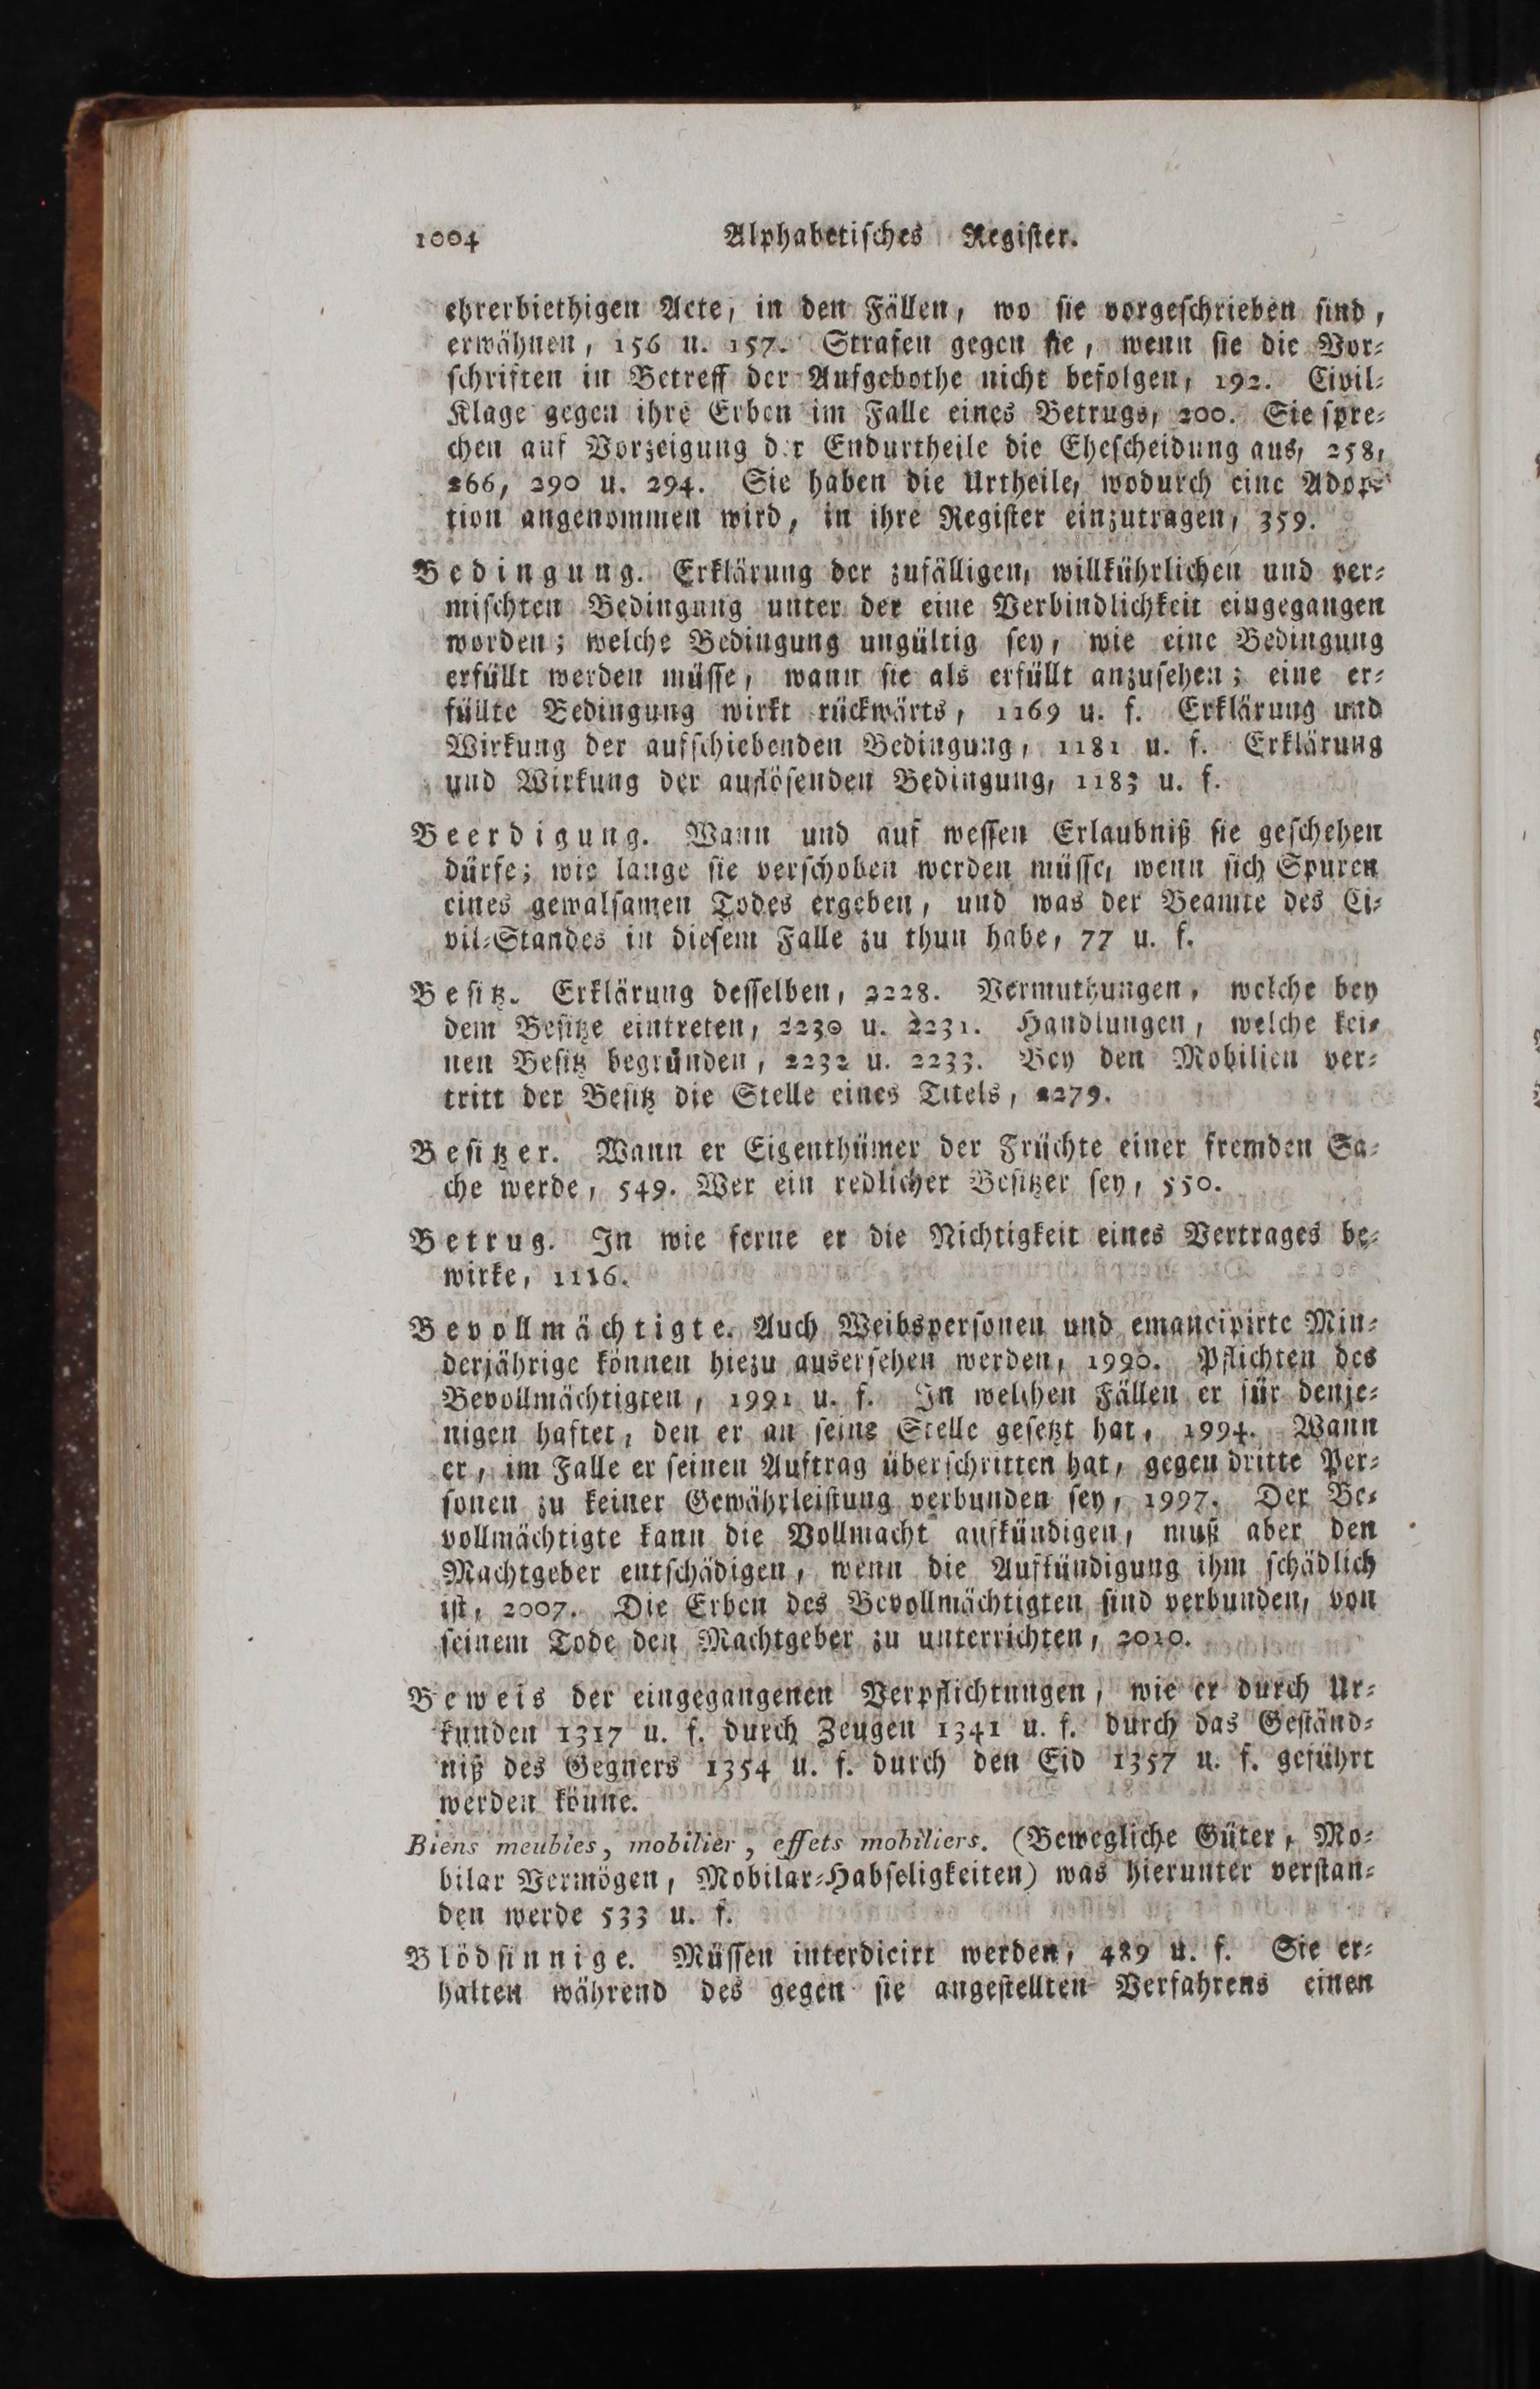 1004 Alphabetisches Register.
ehrerbiethigen Acte, in den Fällen, wo sie vorgeschrieben sind,
erwähnen, 156 u. 157. Strafen gegen sie, wenn sie die Vor-
schriften in Betreff der Aufgebothe nicht befolgen, 192. Civil-
Klage gegen ihre Erben im Falle eines Betrugs, 200. Sie spre-
chen auf Vorzeigung der Endurtheile die Ehescheidung aus, 258,
266, 290 u. 294. Sie haben die Urtheile, wodurch eine Adop-
tion angenommen wird, in ihre Register einzutragen, 359.
Bedingung. Erklärung der zufälligen, willkührlichen und ver-
mischten Bedingung unter der eine Verbindlichkeit eingegangen
worden; welche Bedingung ungültig sey, wie eine Bedingung
erfüllt werden müsse, wann sie als erfüllt anzusehen; eine er-
füllte Bedingung wirkt rückwärts, 1169 u. f. Erklärung und
Wirkung der aufschiebenden Bedingung, 1181 u. f. Erklärung
und Wirkung der auflösenden Bedingung, 1183 u. f.
Beerdigung. Wann und auf wessen Erlaubniß sie geschehen
dürfe; wie lange sie verschoben werden müsse, wenn sich Spuren
eines gewalsamen Todes ergeben, und was der Beamte des Ci-
vil-Standes in diesem Falle zu thun habe, 77 u. f.
Besitz. Erklärung desselben, 2228. Vermuthungen, welche bey
dem Besitze eintreten, 2230 u. 2231. Handlungen, welche kei-
nen Besitz begründen, 2232 u. 2233. Bey den Mobilien ver-
tritt der Besitz die Stelle eines Titels, 2279.
Besitzer. Wann er Eigenthümer der Früchte einer fremden Sa-
che werde, 549. Wer ein redlicher Besitzer sey, 550.
Betrug. In wie ferne er die Nichtigkeit eines Vertrages be-
wirke, 1116.
Bevollmächtigte. Auch Weibspersonen und emancipirte Min-
derjährige können hiezu ausersehen werden, 1990. Pflichten des
Bevollmächtigten, 1991 u. f. In welchen Fällen er für denje-
nigen haftet, den er an seine Stelle gesetzt hat, 1994. Wann
er, im Falle er seinen Auftrag überschritten hat, gegen dritte Per-
sonen zu keiner Gewährleistung verbunden sey, 1997. Der Be-
vollmächtigte kann die Vollmacht aufkündigen, muß aber den
Machtgeber entschädigen, wenn die Aufkündigung ihm schädlich
ist, 2007. Die Erben des Bevollmächtigten sind verbunden, von
seinem Tode den Machtgeber zu unterrichten, 2010.
Beweis der eingegangenen Verpflichtungen, wie er durch Ur-
kunden 1317 u. f. durch Zeugen 1341 u. f. durch das Geständ-
niß des Gegners 1354 u. f. durch den Eid 1357 u. f. geführt
werden könne.
Biens meubles, mobilier, effets mobiliers. (Bewegliche Güter, Mo-
bilar Vermögen, Mobilar-Habseligkeiten) was hierunter verstan-
den werde 533 u. f.
Blödsinnige. Müssen interdicirt werden, 489 u. f. Sie er-
halten während des gegen sie angestellten Verfahrens einen